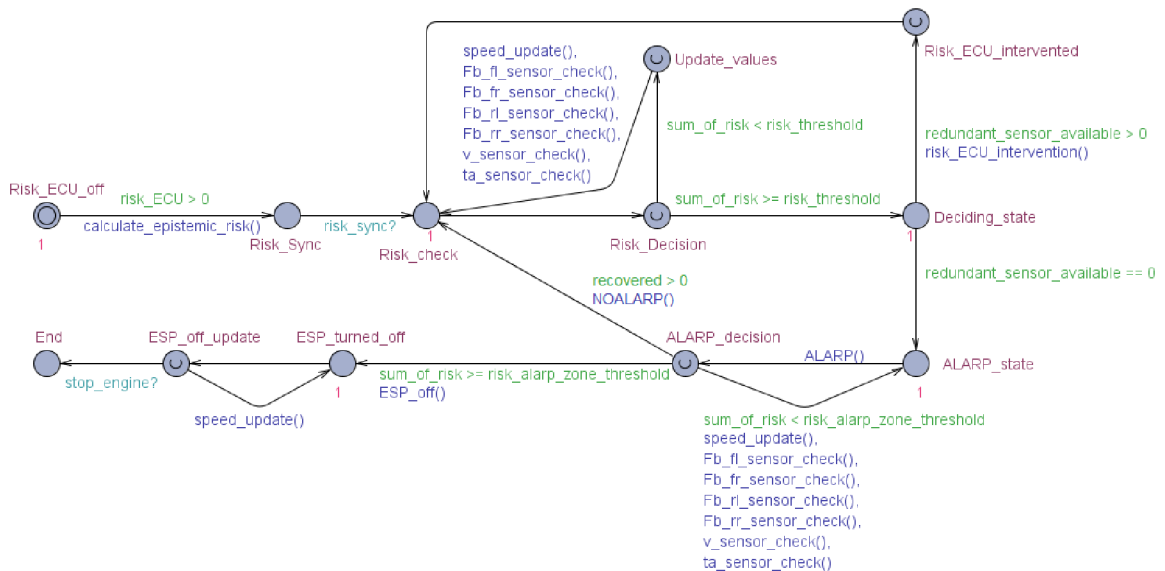 Risk_ECU_intervented
speed_update(),
Fb_fl_sensor_check(),
Fb_fr_sensor_check(),
Fb_rl_sensor_check(),
Fb_rr_sensor_check(),
v_sensor_check(),
ta_sensor_check()
C
C
Update_values
sum_of_risk < risk_threshold
redundant_sensor_available > 0
risk_ECU_intervention()
Risk_ECU_off
risk_ECU > 0
calculate_epistemic_risk()
1
Risk_Sync
risk_sync?
1
Risk_check
C
Risk_Decision
sum_of_risk >= risk_threshold
Deciding_state
1
redundant_sensor_available == 0
recovered > 0
NOALARP()
End
stop_engine?
ESP_off_update
C
speed_update()
ESP_turned_off
1
sum_of_risk >= risk_alarp_zone_threshold
ESP_off()
ALARP_decision
C
ALARP()
ALARP_state
1
sum_of_risk < risk_alarp_zone_threshold
speed_update(),
Fb_fl_sensor_check(),
Fb_fr_sensor_check(),
Fb_rl_sensor_check(),
Fb_rr_sensor_check(),
v_sensor_check(),
ta_sensor_check()